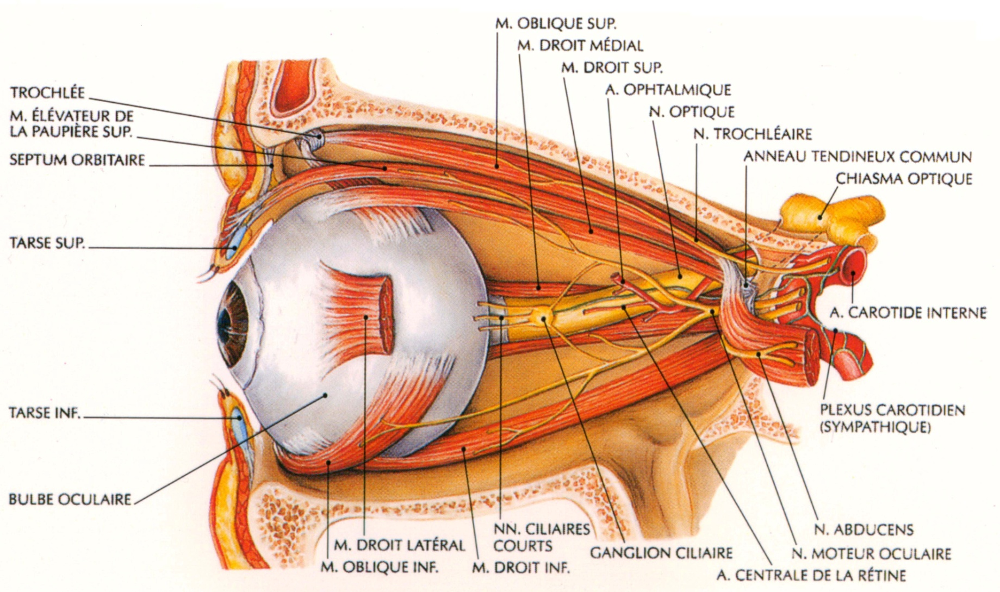 M. OBLIQUE SUP.
M. DROIT MÉDIAL
M. DROIT SUP.
A. OPHTALMIQUE
N. OPTIQUE
N. TROCHLÉAIRE
ANNEAU TENDINEUX COMMUN
CHIASMA OPTIQUE
TROCHLÉE
M. ÉLÉVATEUR DE
LA PAUPIÈRE SUP.
SEPTUM ORBITAIRE
TARSE SUP.
TARSE INF.
BULBE OCULAIRE
A. CAROTIDE INTERNE
PLEXUS CAROTIDIEN
(SYMPATHIQUE)
M. DROIT LATÉRAL
M. OBLIQUE INF.
NN. CILIAIRES
COURTS
M. DROIT INF.
GANGLION CILIAIRE
N. ABDUCENS
N. MOTEUR OCULAIRE
A. CENTRALE DE LA RÉTINE